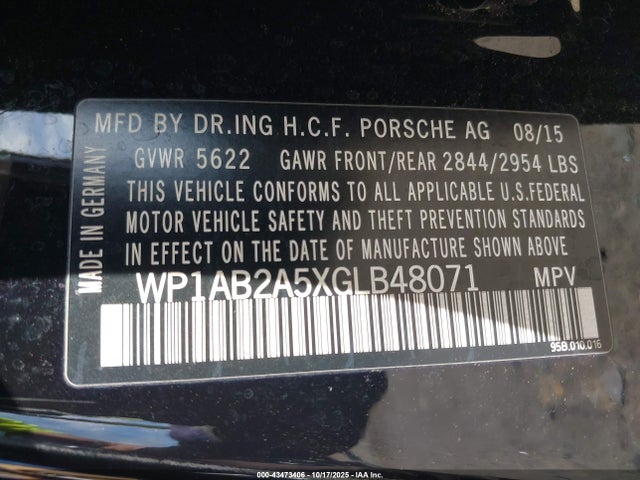 MFD BY DR.ING H.C.F. PORSCHE AG 08/15
GVWR 5622 GAWR FRONT/REAR 2844/2954 LBS
THIS VEHICLE CONFORMS TO ALL APPLICABLE U.S.FEDERAL
MOTOR VEHICLE SAFETY AND THEFT PREVENTION STANDARDS
IN EFFECT ON THE DATE OF MANUFACTURE SHOWN ABOVE
WP1AB2A5XGLB48071 MPV
95B.010.016
MADE IN GERMANY
000-43473406 | 10/17/2025 | IAA Inc.